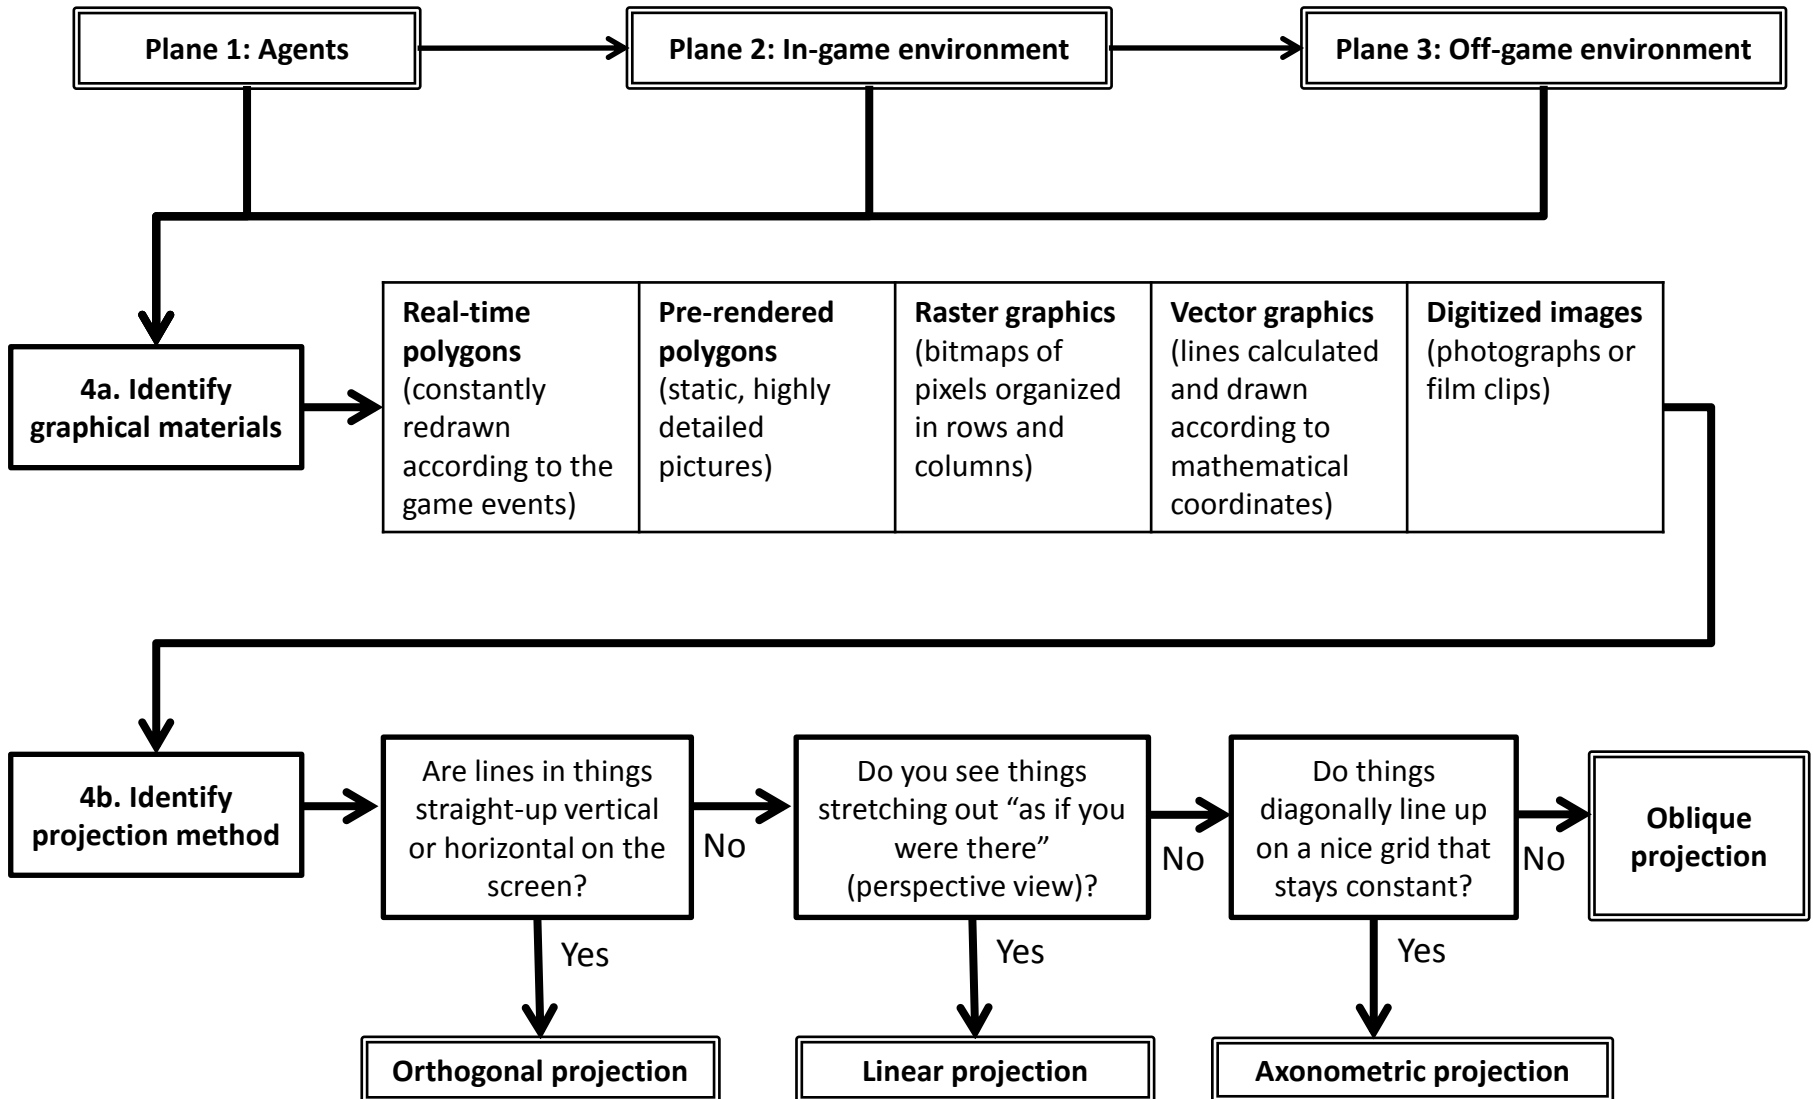 Plane 1: Agents
Plane 2: In-game environment
Plane 3: Off-game environment
4a. Identify
graphical materials
Real-time
polygons
(constantly
redrawn
according to the
game events)
Pre-rendered
polygons
(static, highly
detailed
pictures)
Raster graphics
(bitmaps of
pixels organized
in rows and
columns)
Vector graphics
(lines calculated
and drawn
according to
mathematical
coordinates)
Digitized images
(photographs or
film clips)
4b. Identify
projection method
Are lines in things
straight-up vertical
or horizontal on the
screen?
No
Do you see things
stretching out “as if you
were there”
(perspective view)?
No
Do things
diagonally line up
on a nice grid that
stays constant?
No
Oblique
projection
Yes
Yes
Yes
Orthogonal projection
Linear projection
Axonometric projection